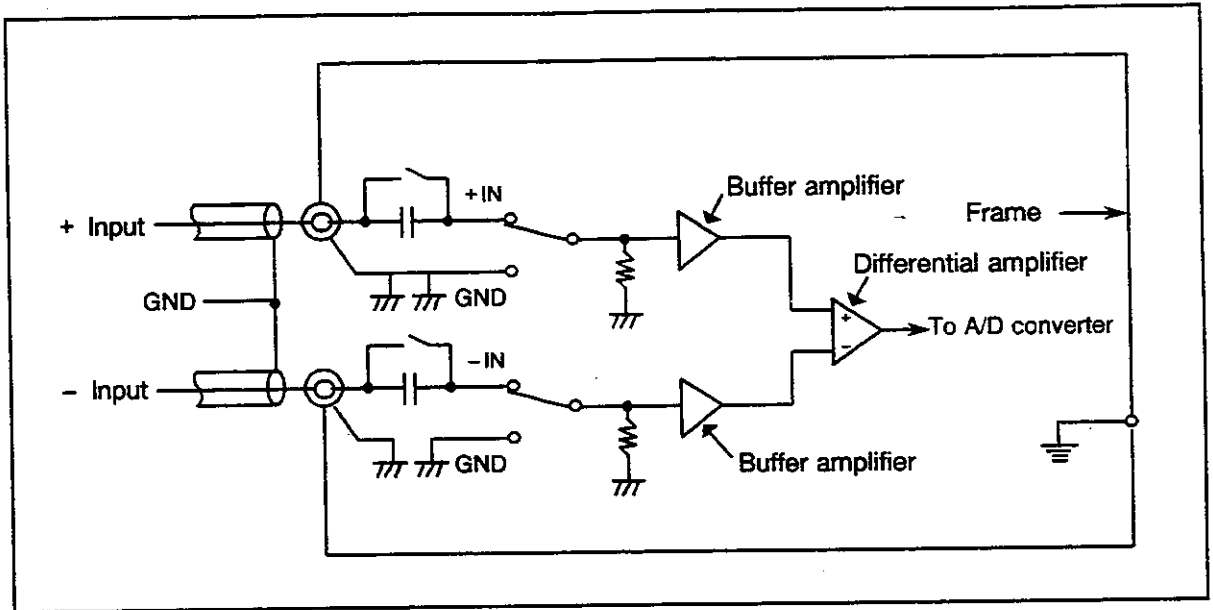 Buffer amplifier
+IN
+ Input
Frame
Differential amplifier
GND
GND
+
To A/D converter
−
−IN
− Input
GND
Buffer amplifier